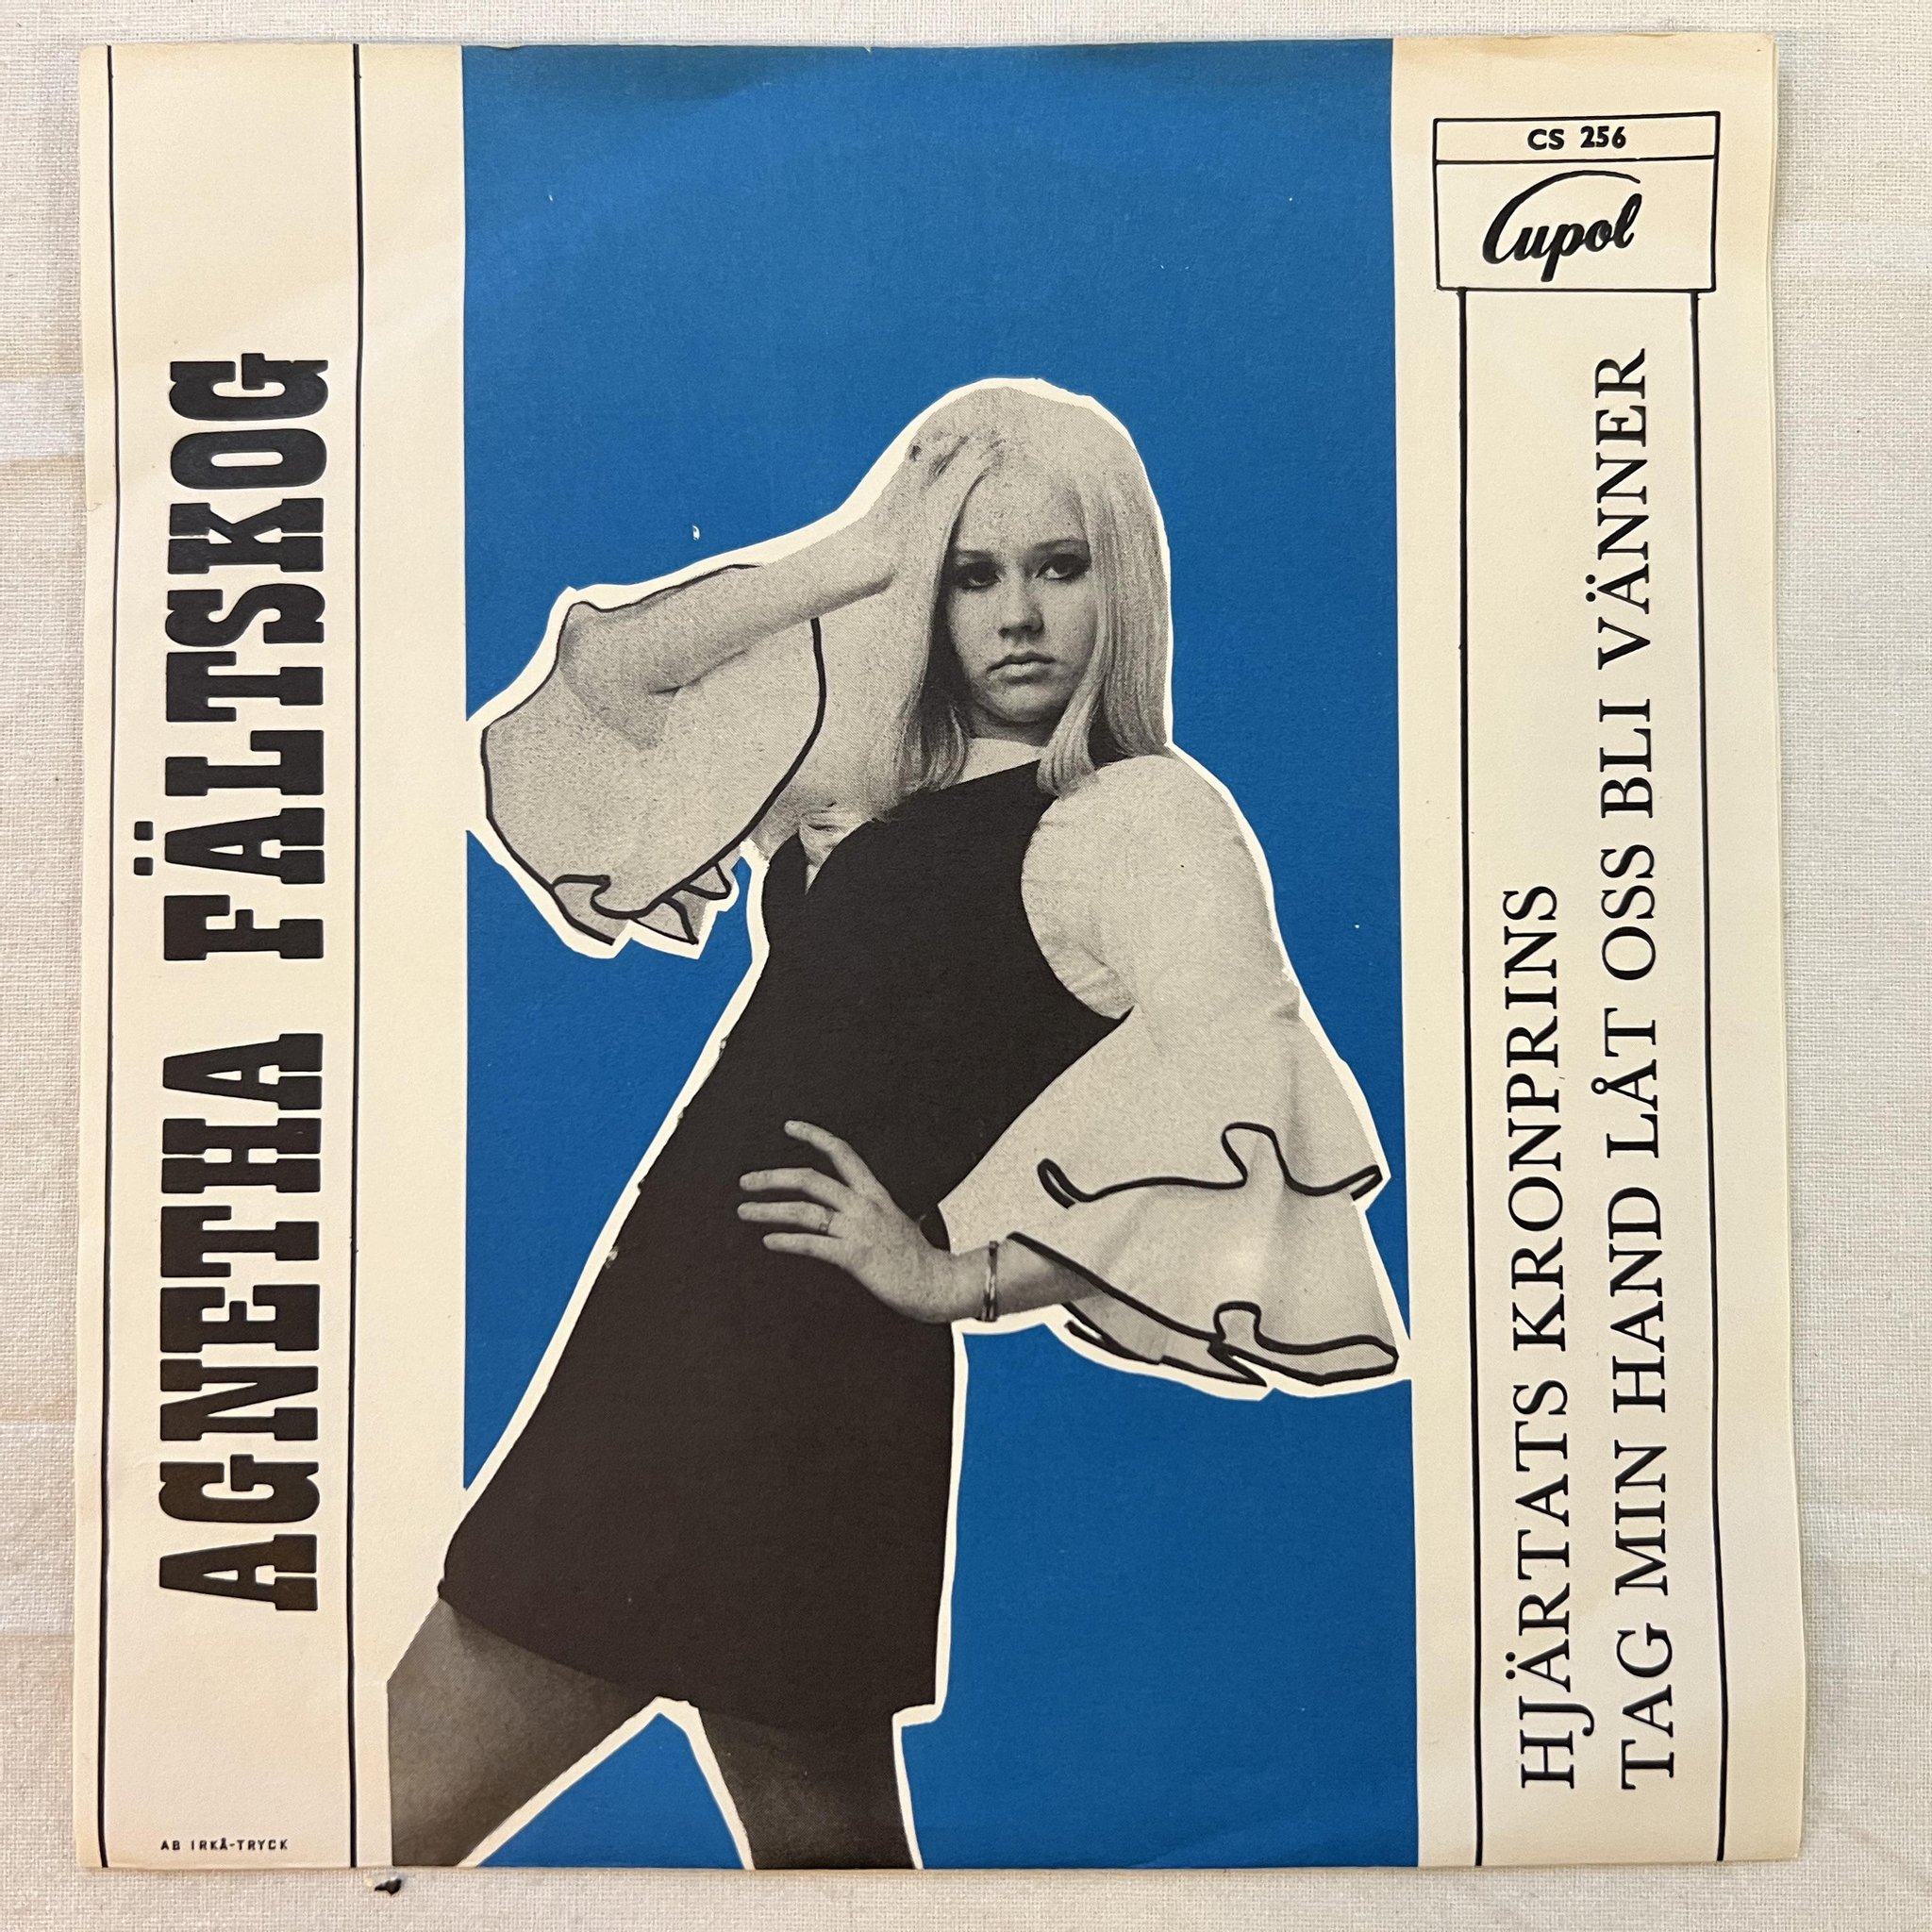 AGNETHA FÄLTSKOG
CS 256
Cupol
HJÄRTATS KRONPRINS
TAG MIN HAND LÅT OSS BLI VÄNNER
AB IRKÅ-TRYCK